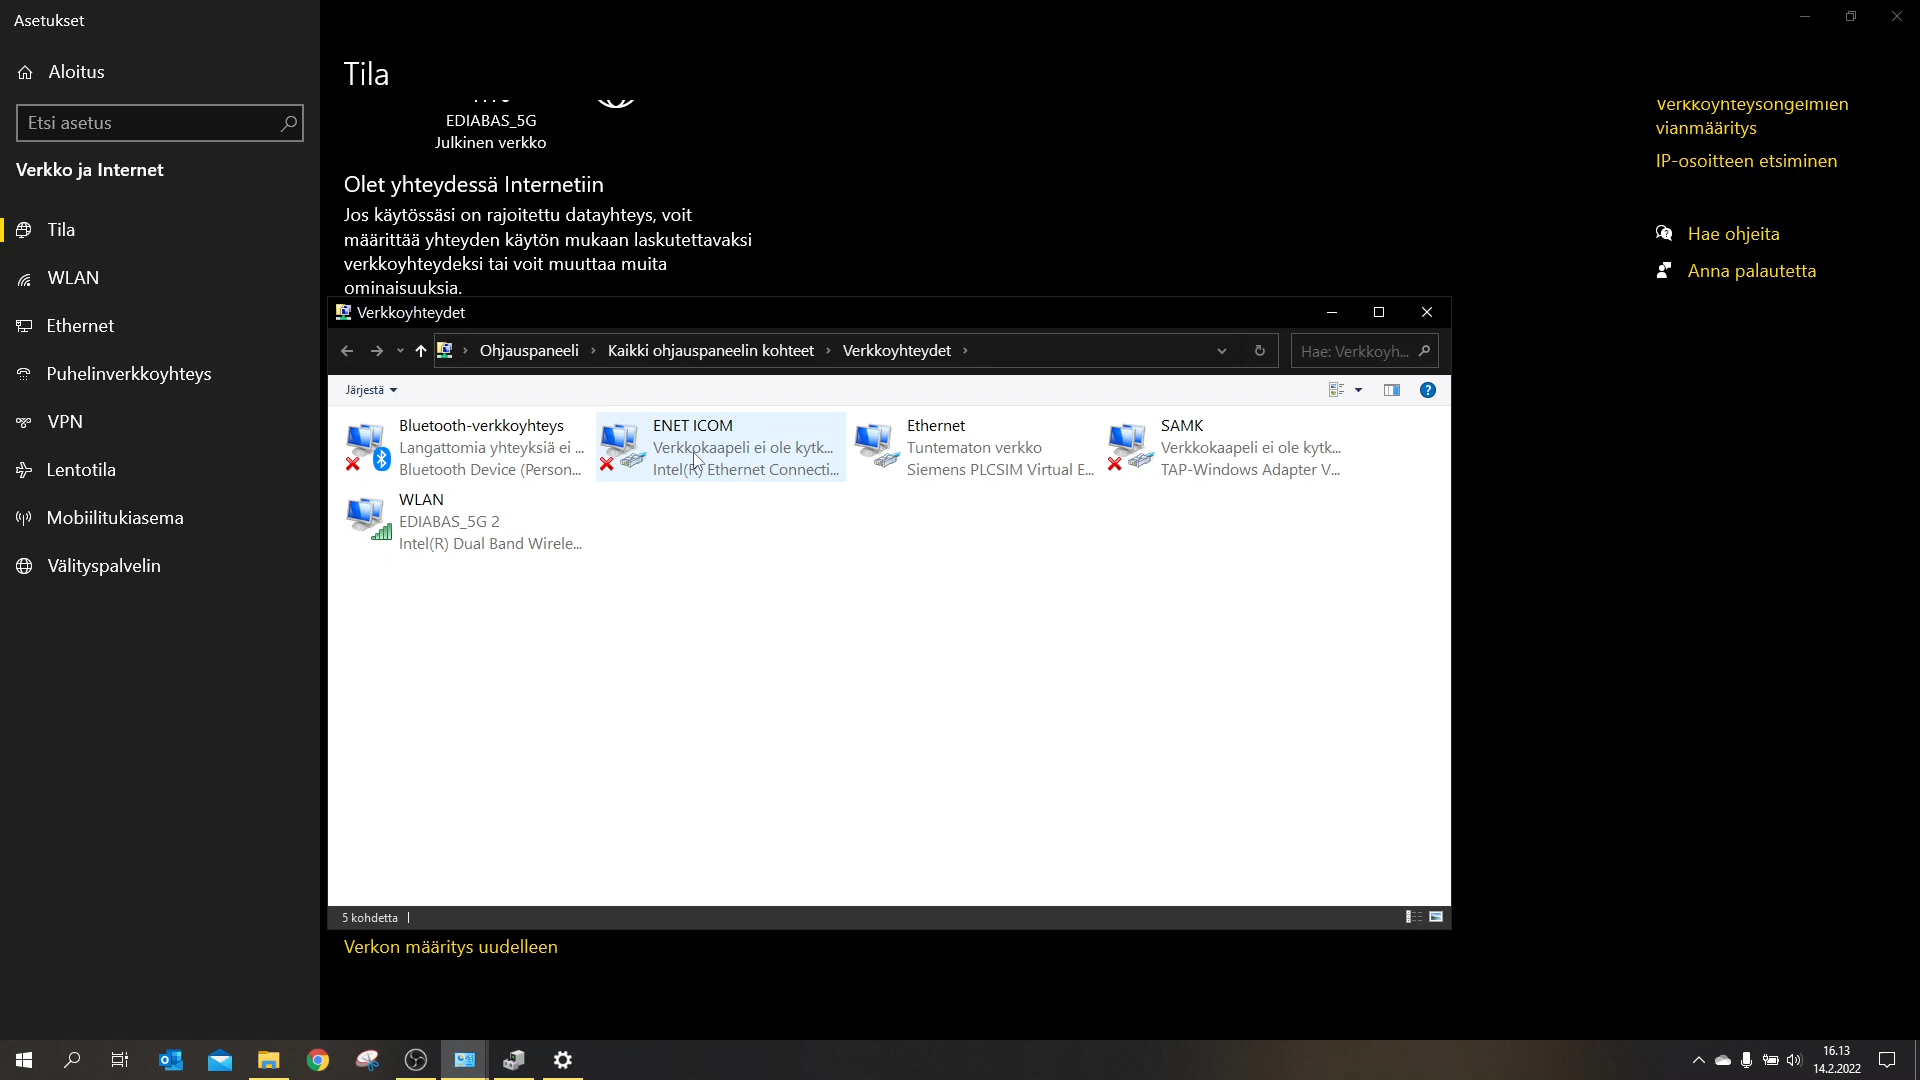 Asetukset
Aloitus
Etsi asetus
Verkko ja Internet
Tila
WLAN
Ethernet
Puhelinverkkoyhteys
VPN
Lentotila
Mobiilitukiasema
Välityspalvelin
Tila
EDIABAS_5G
Julkinen verkko
Olet yhteydessä Internetiin
Jos käytössäsi on rajoitettu datayhteys, voit
määrittää yhteyden käytön mukaan laskutettavaksi
verkkoyhteydeksi tai voit muuttaa muita
ominaisuuksia.
Verkkoyhteysongelmien
vianmääritys
IP-osoitteen etsiminen
Hae ohjeita
Anna palautetta
Verkkoyhteydet
Ohjauspaneeli
Kaikki ohjauspaneelin kohteet
Verkkoyhteydet
Hae: Verkkoyh...
Järjestä
Bluetooth-verkkoyhteys
Langattomia yhteyksiä ei ...
Bluetooth Device (Person...
ENET ICOM
Verkkokaapeli ei ole kytk...
Intel(R) Ethernet Connecti...
Ethernet
Tuntematon verkko
Siemens PLCSIM Virtual E...
SAMK
Verkkokaapeli ei ole kytk...
TAP-Windows Adapter V...
WLAN
EDIABAS_5G 2
Intel(R) Dual Band Wirele...
5 kohdetta
Verkon määritys uudelleen
16.13
14.2.2022